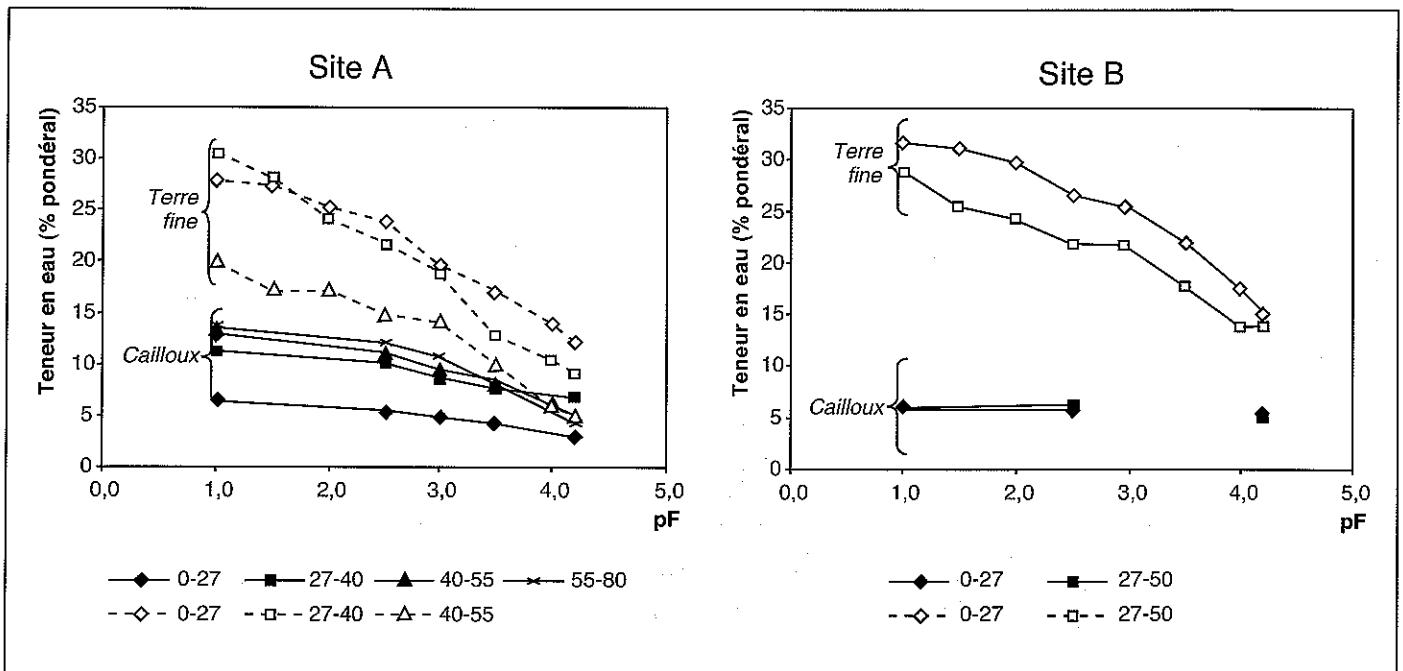 Site A
Teneur en eau (% pondéral)
35
30
25
20
15
10
5
0
Terre
fine
Cailloux
0,0 1,0 2,0 3,0 4,0 5,0
pF
0-27 27-40 40-55 55-80
0-27 27-40 40-55
Site B
Teneur en eau (% pondéral)
35
30
25
20
15
10
5
0
Terre
fine
Cailloux
0,0 1,0 2,0 3,0 4,0 5,0
pF
0-27 27-50
0-27 27-50